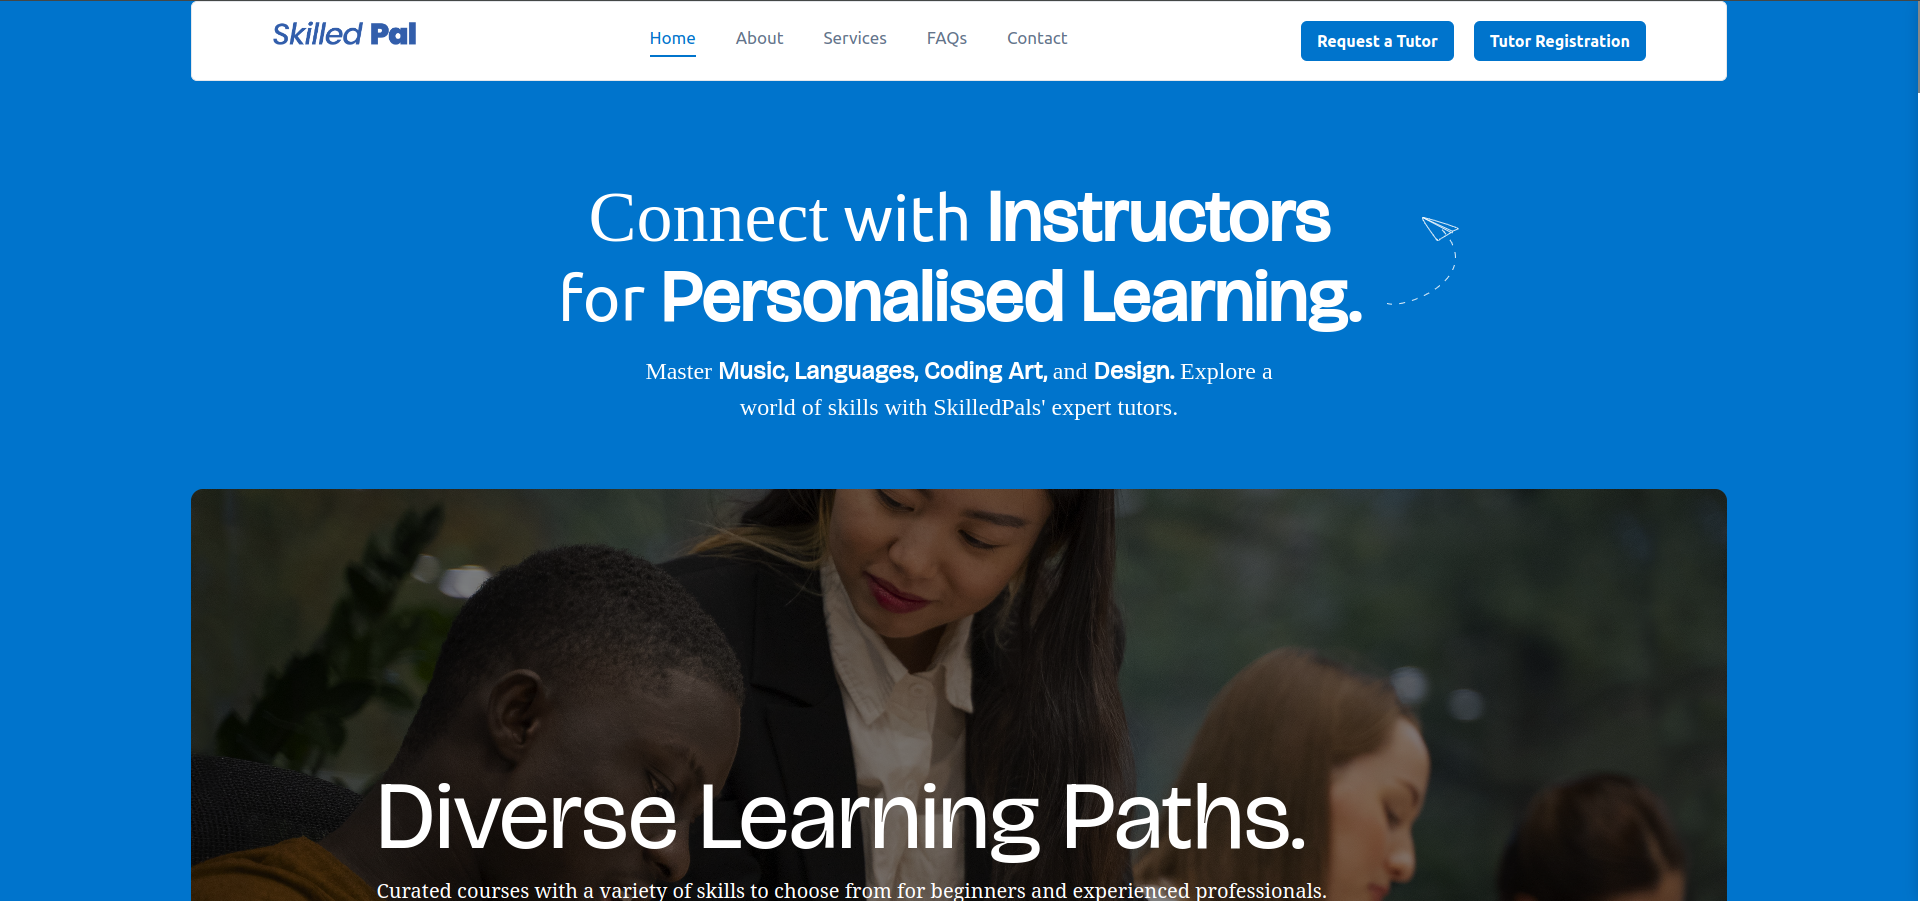 Skilled Pal
Home About Services FAQs Contact
Request a Tutor Tutor Registration
Connect with Instructors
for Personalised Learning.
Master Music, Languages, Coding Art, and Design. Explore a
world of skills with SkilledPals' expert tutors.
Diverse Learning Paths.
Curated courses with a variety of skills to choose from for beginners and experienced professionals.